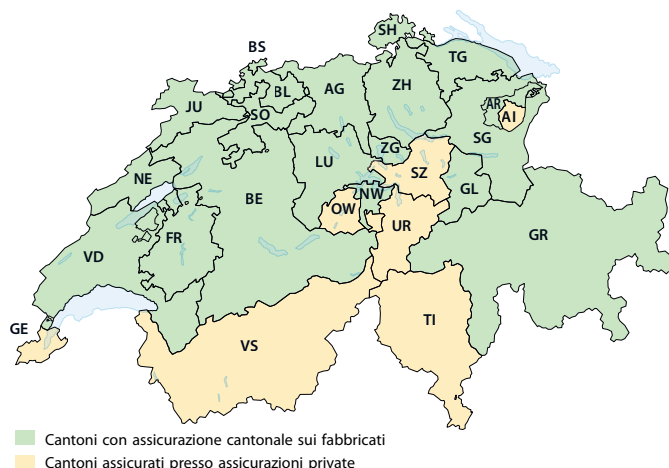 SH
BS
TG
BL
AG
ZH
JU
AR
AI
SO
SG
ZG
LU
SZ
NE
GL
NW
BE
OW
UR
FR
GR
VD
TI
GE
VS
Cantoni con assicurazione cantonale sui fabbricati
Cantoni assicurati presso assicurazioni private